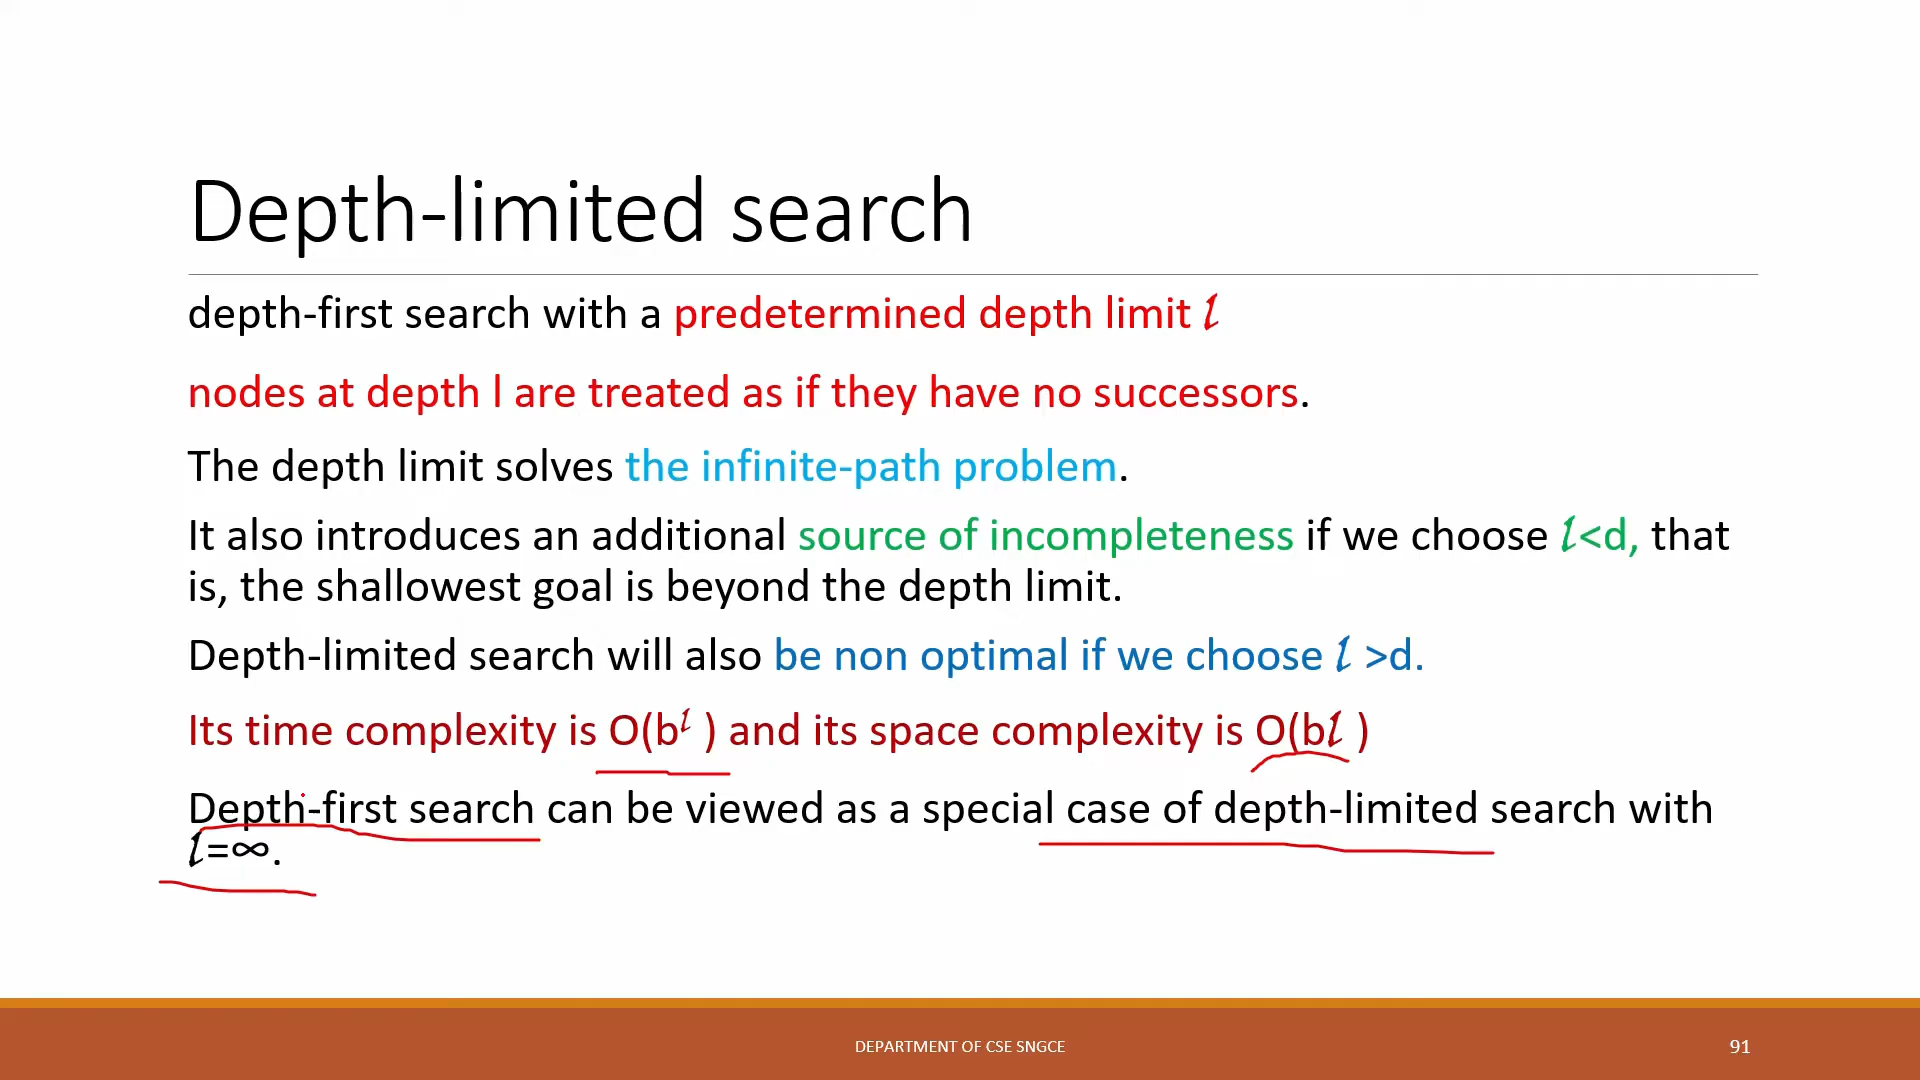 Depth-limited search
depth-first search with a predetermined depth limit l
nodes at depth l are treated as if they have no successors.
The depth limit solves the infinite-path problem.
It also introduces an additional source of incompleteness if we choose l<d, that
is, the shallowest goal is beyond the depth limit.
Depth-limited search will also be non optimal if we choose l >d.
Its time complexity is O(bˡ ) and its space complexity is O(bl )
Depth-first search can be viewed as a special case of depth-limited search with
l=∞.
DEPARTMENT OF CSE SNGCE
91